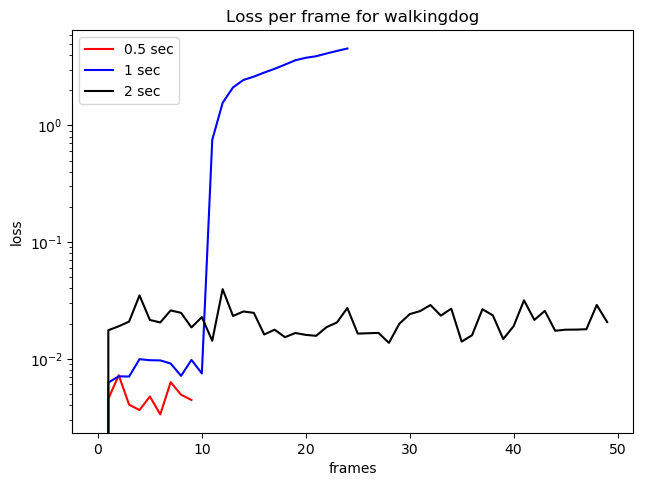 Loss per frame for walkingdog
0.5 sec
1 sec
2 sec
10⁰
10⁻¹
10⁻²
loss
0 10 20 30 40 50
frames